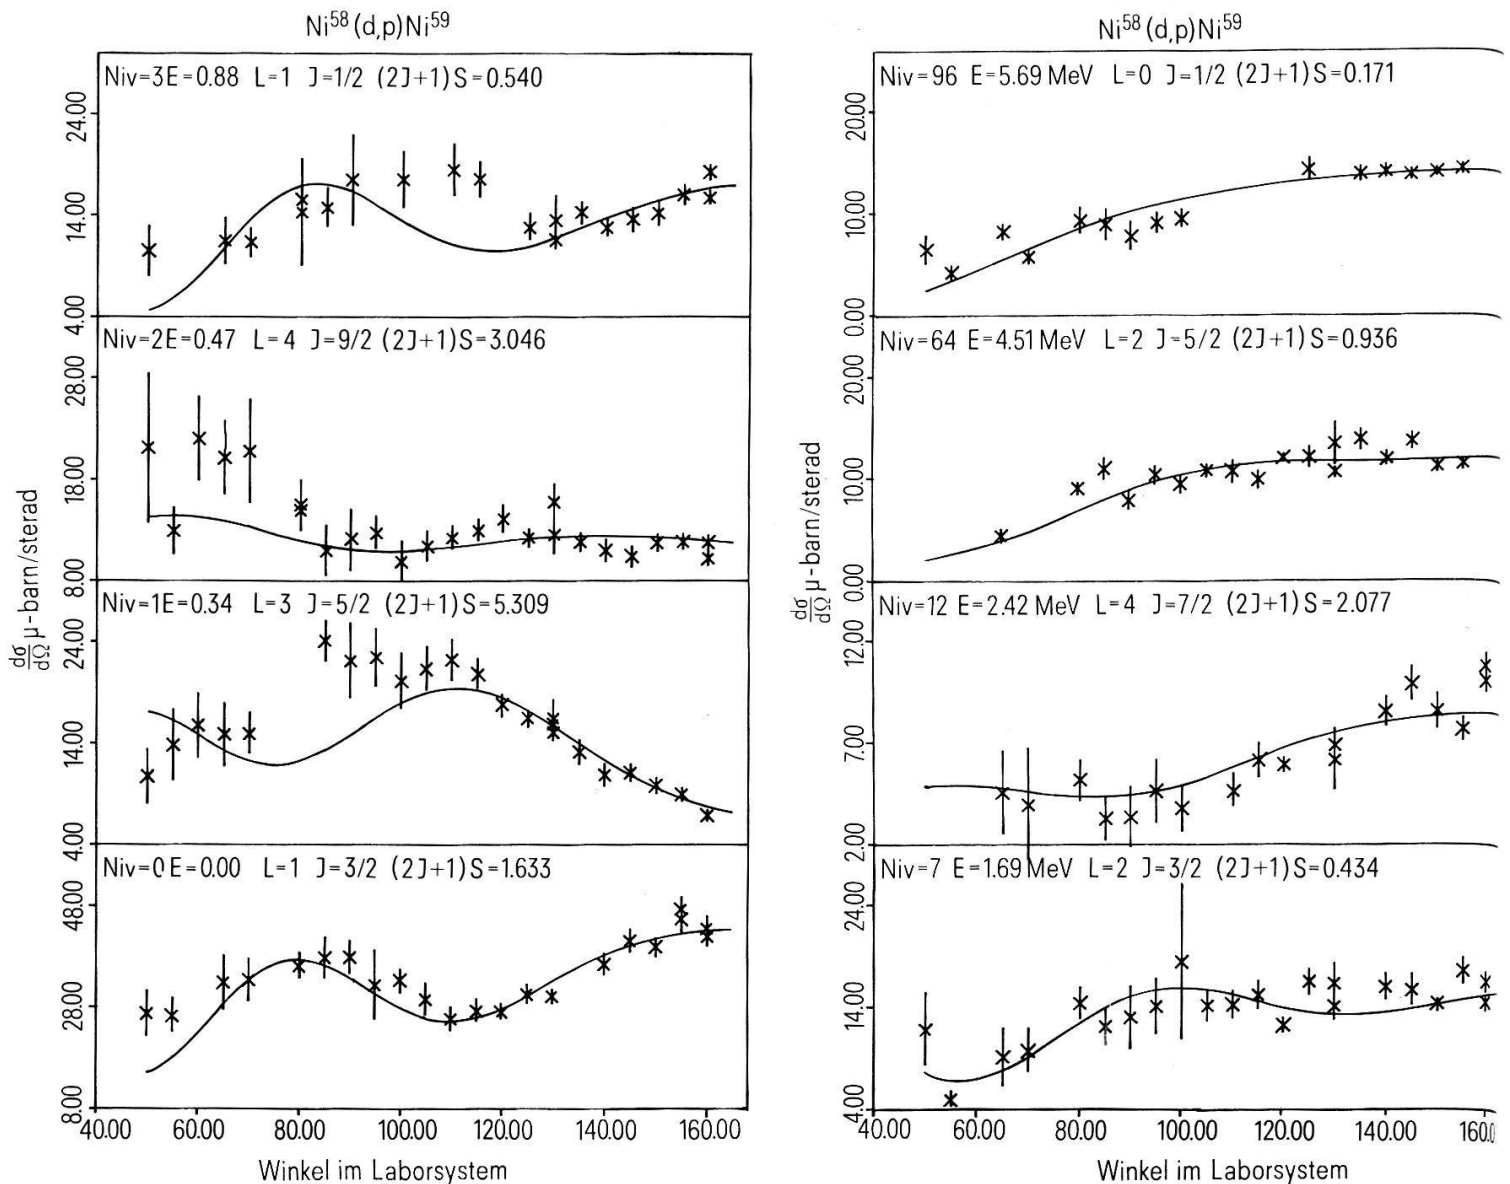 Ni⁵⁸(d,p)Ni⁵⁹
Niv=3E=0.88 L=1 J=1/2 (2J+1)S=0.540
24.00
14.00
4.00
Niv=2E=0.47 L=4 J=9/2 (2J+1)S=3.046
28.00
18.00
8.00
Niv=1E=0.34 L=3 J=5/2 (2J+1)S=5.309
24.00
14.00
4.00
Niv=0 E=0.00 L=1 J=3/2 (2J+1)S=1.633
48.00
28.00
8.00
dσ/dΩ μ-barn/sterad
40.00 60.00 80.00 100.00 120.00 140.00 160.00
Winkel im Laborsystem
Ni⁵⁸(d,p)Ni⁵⁹
Niv=96 E=5.69 MeV L=0 J=1/2 (2J+1)S=0.171
20.00
10.00
0.00
Niv=64 E=4.51 MeV L=2 J=5/2 (2J+1)S=0.936
20.00
10.00
0.00
Niv=12 E=2.42 MeV L=4 J=7/2 (2J+1)S=2.077
12.00
7.00
2.00
Niv=7 E=1.69 MeV L=2 J=3/2 (2J+1)S=0.434
24.00
14.00
4.00
dσ/dΩ μ-barn/sterad
40.00 60.00 80.00 100.00 120.00 140.00 160.0
Winkel im Laborsystem